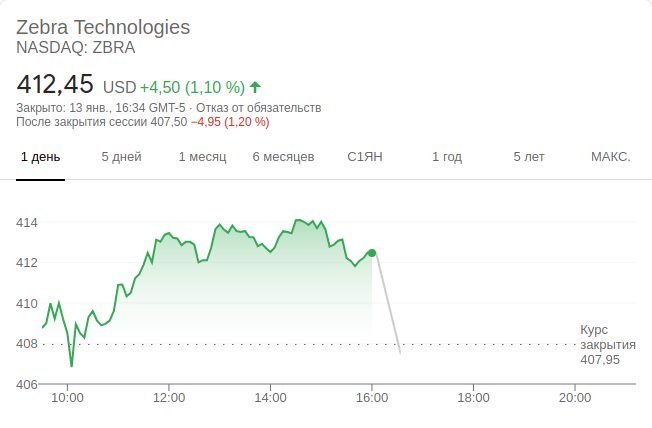 Zebra Technologies
NASDAQ: ZBRA
412,45 USD +4,50 (1,10 %)
Закрыто: 13 янв., 16:34 GMT-5 · Отказ от обязательств
После закрытия сессии 407,50 −4,95 (1,20 %)
1 день 5 дней 1 месяц 6 месяцев С1ЯН 1 год 5 лет МАКС.
414
412
410
408
406
Курс
закрытия
407,95
10:00 12:00 14:00 16:00 18:00 20:00